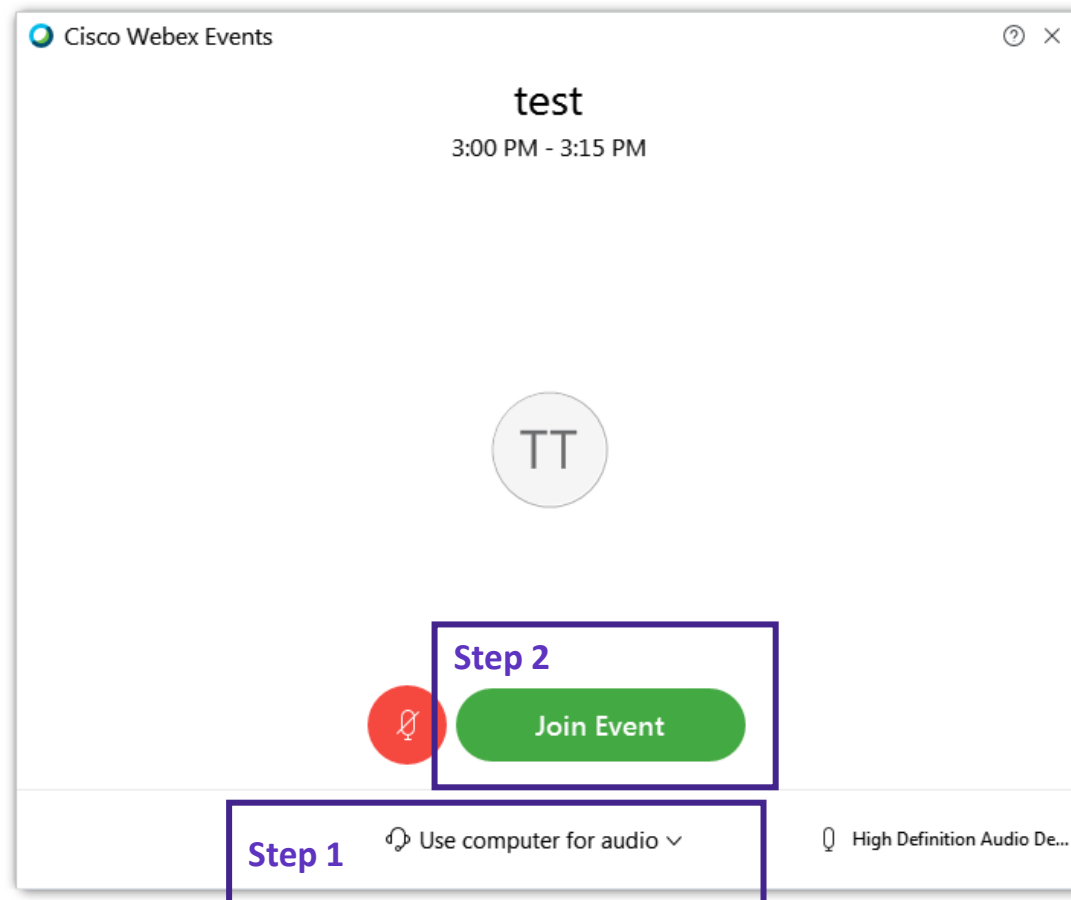 Cisco Webex Events
test
3:00 PM - 3:15 PM
TT
Step 2
Join Event
Step 1
Use computer for audio
High Definition Audio De...